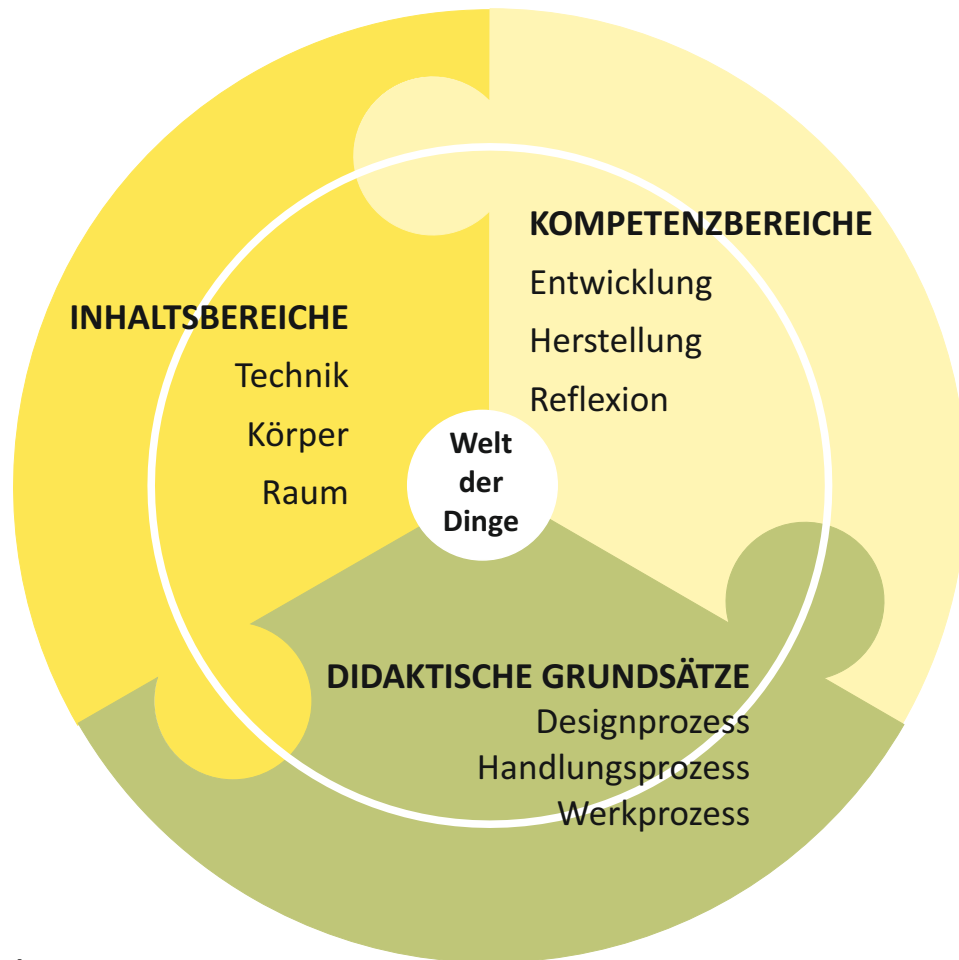 KOMPETENZBEREICHE
Entwicklung
Herstellung
Reflexion
INHALTSBEREICHE
Technik
Körper
Raum
Welt
der
Dinge
DIDAKTISCHE GRUNDSÄTZE
Designprozess
Handlungsprozess
Werkprozess